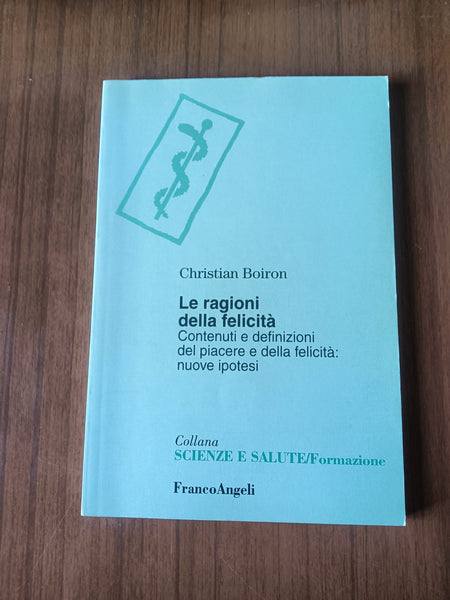 Christian Boiron
Le ragioni
della felicità
Contenuti e definizioni
del piacere e della felicità:
nuove ipotesi
Collana
SCIENZE E SALUTE/Formazione
FrancoAngeli